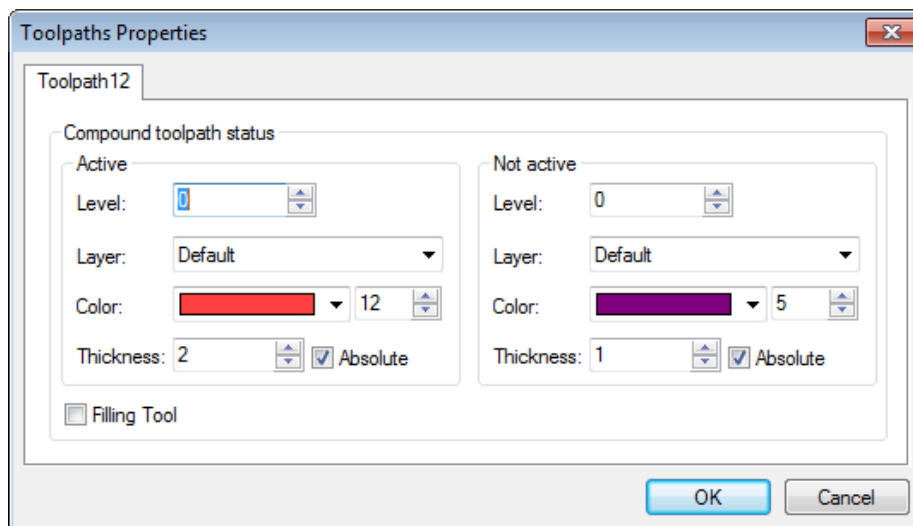 Toolpaths Properties
Toolpath12
Compound toolpath status
Active
Level: 0
Layer: Default
Color: 12
Thickness: 2 Absolute
Not active
Level: 0
Layer: Default
Color: 5
Thickness: 1 Absolute
Filling Tool
OK Cancel